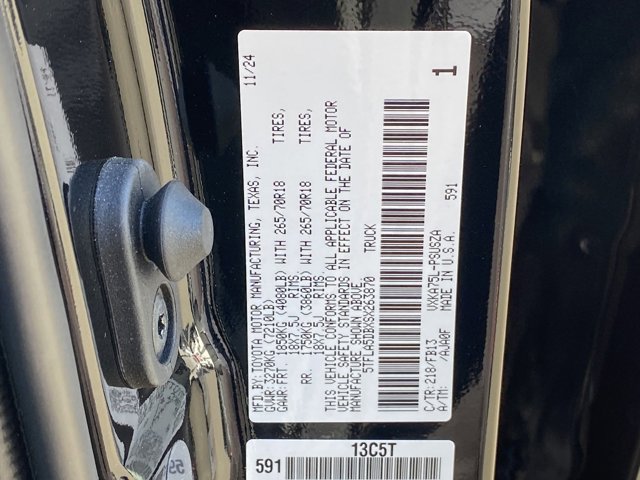 MFD.BY:TOYOTA MOTOR MANUFACTURING, TEXAS, INC. 11/24
GVWR:3270KG (7210LB)
GAWR:FRT. 1850KG (4080LB) WITH 265/70R18 TIRES,
18x7.5J RIMS,
RR. 1750KG (3860LB) WITH 265/70R18 TIRES,
18x7.5J RIMS,
THIS VEHICLE CONFORMS TO ALL APPLICABLE FEDERAL MOTOR
VEHICLE SAFETY STANDARDS IN EFFECT ON THE DATE OF
MANUFACTURE SHOWN ABOVE.
5TFLA5DBXSX263870 TRUCK
1
C/TR:218/FB13 VXKA75L-PSUSZA
A/TM: /AJA0F MADE IN U.S.A. 591
13C5T
591